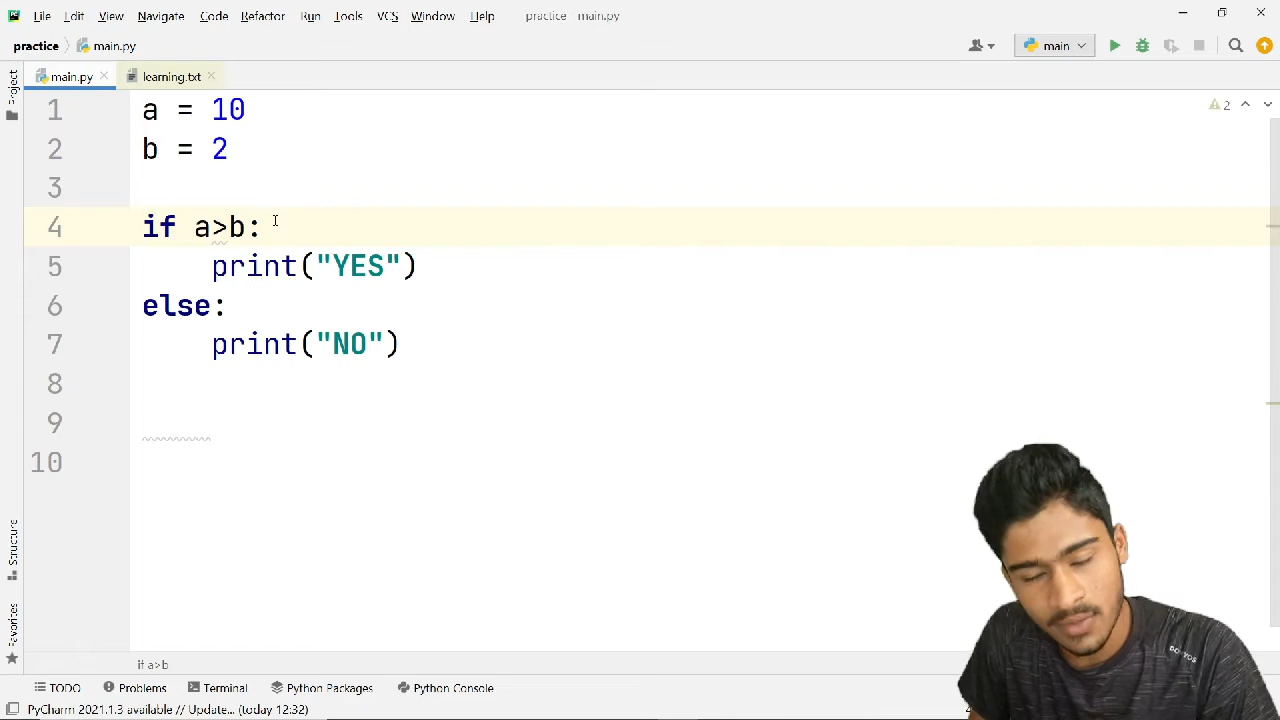 File Edit View Navigate Code Refactor Run Tools VCS Window Help practice - main.py
practice main.py main
main.py learning.txt
1 a = 10
2 b = 2
3
4 if a>b:
5 print("YES")
6 else:
7 print("NO")
8
9
10
2
Project
Structure
Favorites
if a>b
TODO Problems Terminal Python Packages Python Console
PyCharm 2021.1.3 available // Update... (today 12:32)